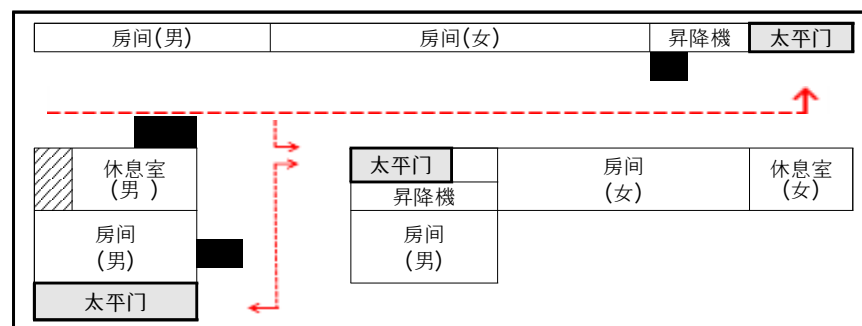 房间(男)
房间(女)
昇降機
太平门
休息室
(男 )
太平门
昇降機
房间
(女)
休息室
(女)
房间
(男)
房间
(男)
太平门